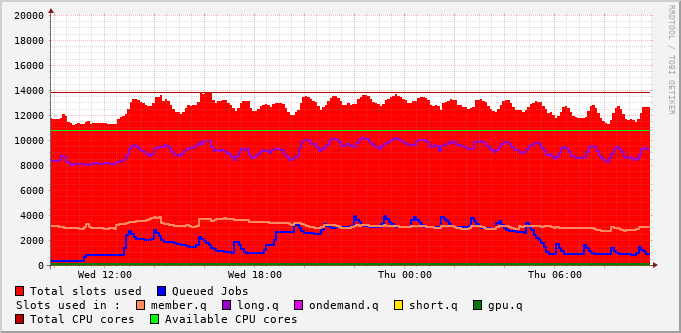 20000
18000
16000
14000
12000
10000
8000
6000
4000
2000
0
Wed 12:00 Wed 18:00 Thu 00:00 Thu 06:00
Total slots used Queued Jobs
Slots used in : member.q long.q ondemand.q short.q gpu.q
Total CPU cores Available CPU cores
RRDTOOL / TOBI OETIKER